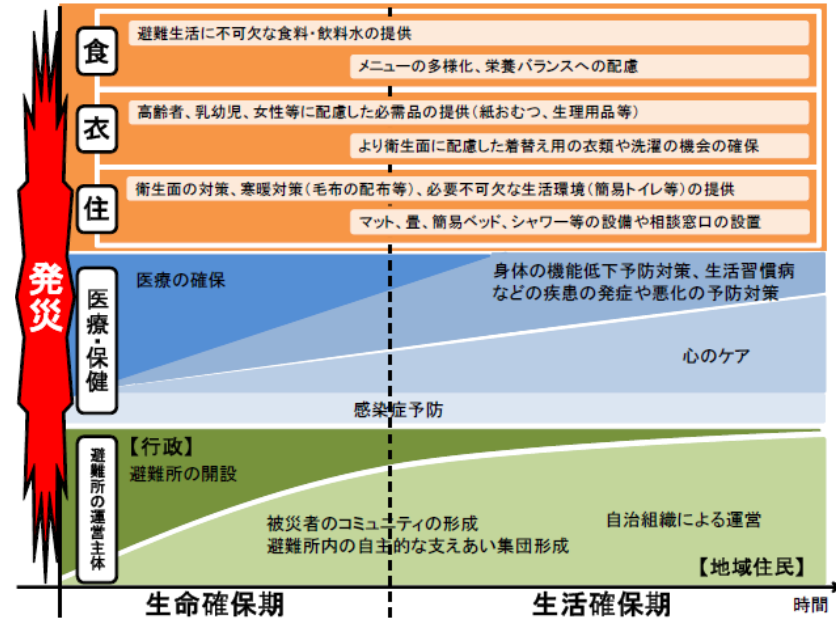 発災
食
避難生活に不可欠な食料・飲料水の提供
メニューの多様化、栄養バランスへの配慮
衣
高齢者、乳幼児、女性等に配慮した必需品の提供(紙おむつ、生理用品等)
より衛生面に配慮した着替え用の衣類や洗濯の機会の確保
住
衛生面の対策、寒暖対策(毛布の配布等)、必要不可欠な生活環境(簡易トイレ等)の提供
マット、畳、簡易ベッド、シャワー等の設備や相談窓口の設置
医療・保健
医療の確保
身体の機能低下予防対策、生活習慣病
などの疾患の発症や悪化の予防対策
心のケア
感染症予防
避難所の運営主体
【行政】
避難所の開設
被災者のコミュニティの形成
避難所内の自主的な支えあい集団形成
自治組織による運営
【地域住民】
生命確保期
生活確保期
時間